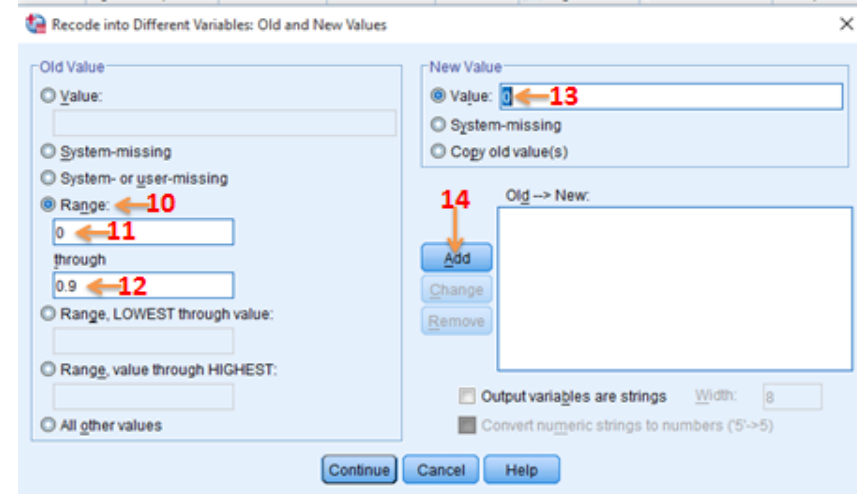 Recode into Different Variables: Old and New Values
Old Value
Value:
System-missing
System- or user-missing
Range: 10
0 11
through
0.9 12
Range, LOWEST through value:
Range, value through HIGHEST:
All other values
New Value
Value: 0 13
System-missing
Copy old value(s)
14
Old --> New:
Add
Change
Remove
Output variables are strings Width: 8
Convert numeric strings to numbers ('5'->5)
Continue Cancel Help